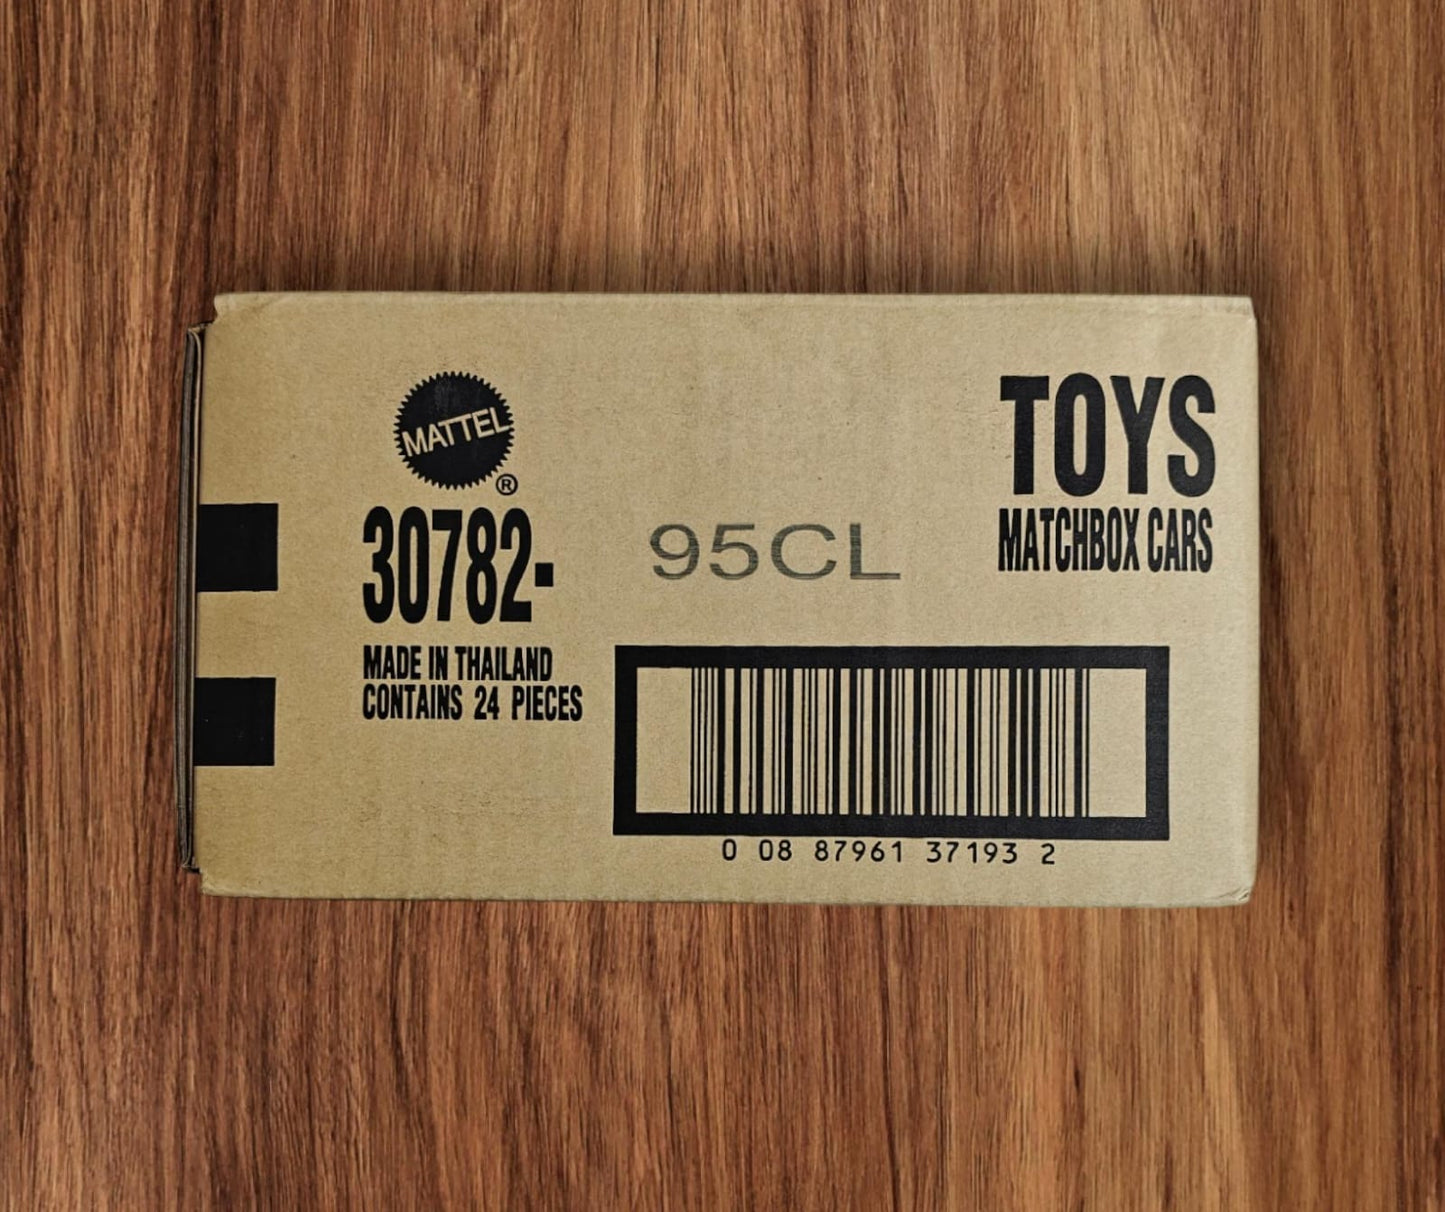 MATTEL
®
30782-
95CL
TOYS
MATCHBOX CARS
MADE IN THAILAND
CONTAINS 24 PIECES
0 08 87961 37193 2